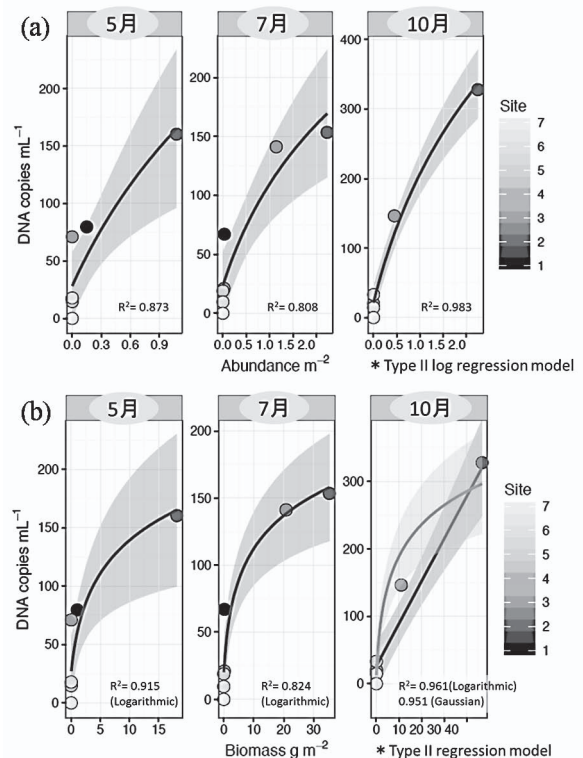 (a)
5月
7月
10月
DNA copies mL⁻¹
200
150
100
50
0
R²= 0.873
0.0 0.3 0.6 0.9
200
150
100
50
0
R²= 0.808
0.0 0.5 1.0 1.5 2.0
400
300
200
100
0
R²= 0.983
0.0 0.5 1.0 1.5 2.0
Site
7
6
5
4
3
2
1
Abundance m⁻²
* Type II log regression model
(b)
5月
7月
10月
DNA copies mL⁻¹
200
150
100
50
0
R²= 0.915
(Logarithmic)
0 5 10 15
200
150
100
50
0
R²= 0.824
(Logarithmic)
0 10 20 30
300
200
100
0
R²= 0.961(Logarithmic)
0.951 (Gaussian)
0 10 20 30 40
Site
7
6
5
4
3
2
1
Biomass g m⁻²
* Type II regression model